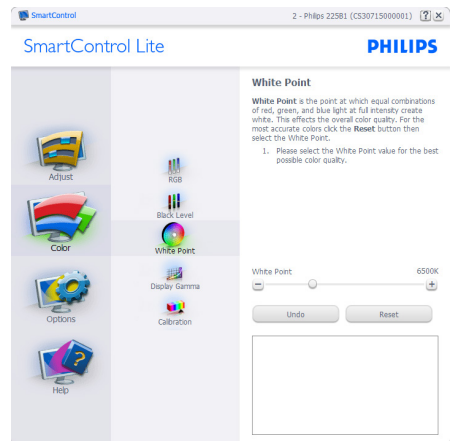 SmartControl
2 - Philips 225B1 (CS30715000001)
?
SmartControl Lite
PHILIPS
Adjust
Color
Options
Help
RGB
Black Level
White Point
Display Gamma
Calibration
White Point
White Point is the point at which equal combinations
of red, green, and blue light at full intensity create
white. This effects the overall color quality. For the
most accurate colors click the Reset button then
select the White Point.
1. Please select the White Point value for the best
possible color quality.
White Point 6500K
Undo Reset